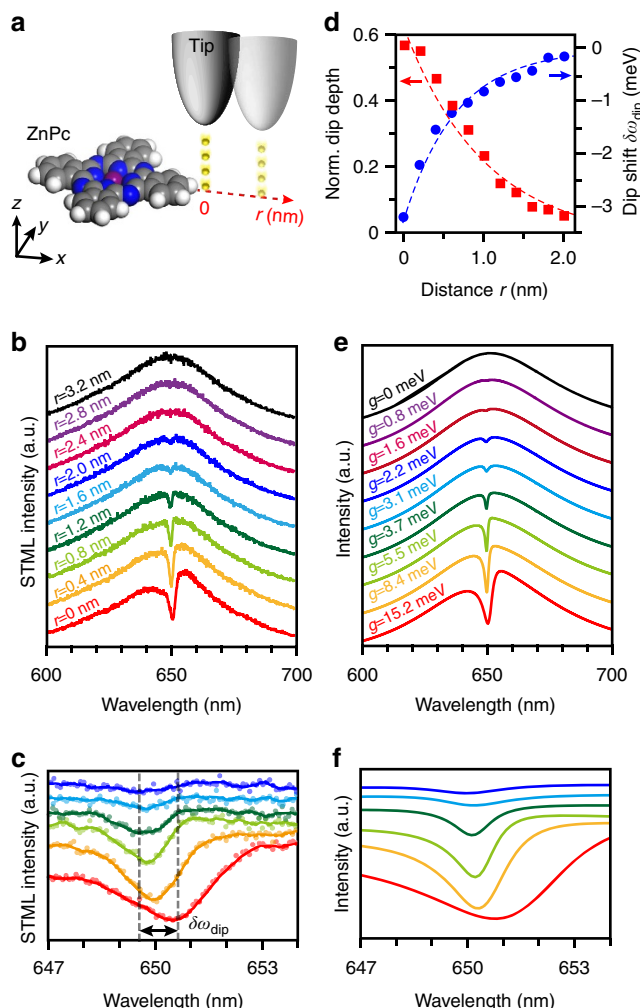 a
Tip
ZnPc
0
r (nm)
z
y
x
d
0.6
0.4
0.2
0
Norm. dip depth
0
−1
−2
−3
Dip shift δωdip (meV)
0
1.0
2.0
Distance r (nm)
b
r=3.2 nm
r=2.8 nm
r=2.4 nm
r=2.0 nm
r=1.6 nm
r=1.2 nm
r=0.8 nm
r=0.4 nm
r=0 nm
STML intensity (a.u.)
600
650
700
Wavelength (nm)
e
g=0 meV
g=0.8 meV
g=1.6 meV
g=2.2 meV
g=3.1 meV
g=3.7 meV
g=5.5 meV
g=8.4 meV
g=15.2 meV
Intensity (a.u.)
600
650
700
Wavelength (nm)
c
STML intensity (a.u.)
δωdip
647
650
653
Wavelength (nm)
f
Intensity (a.u.)
647
650
653
Wavelength (nm)